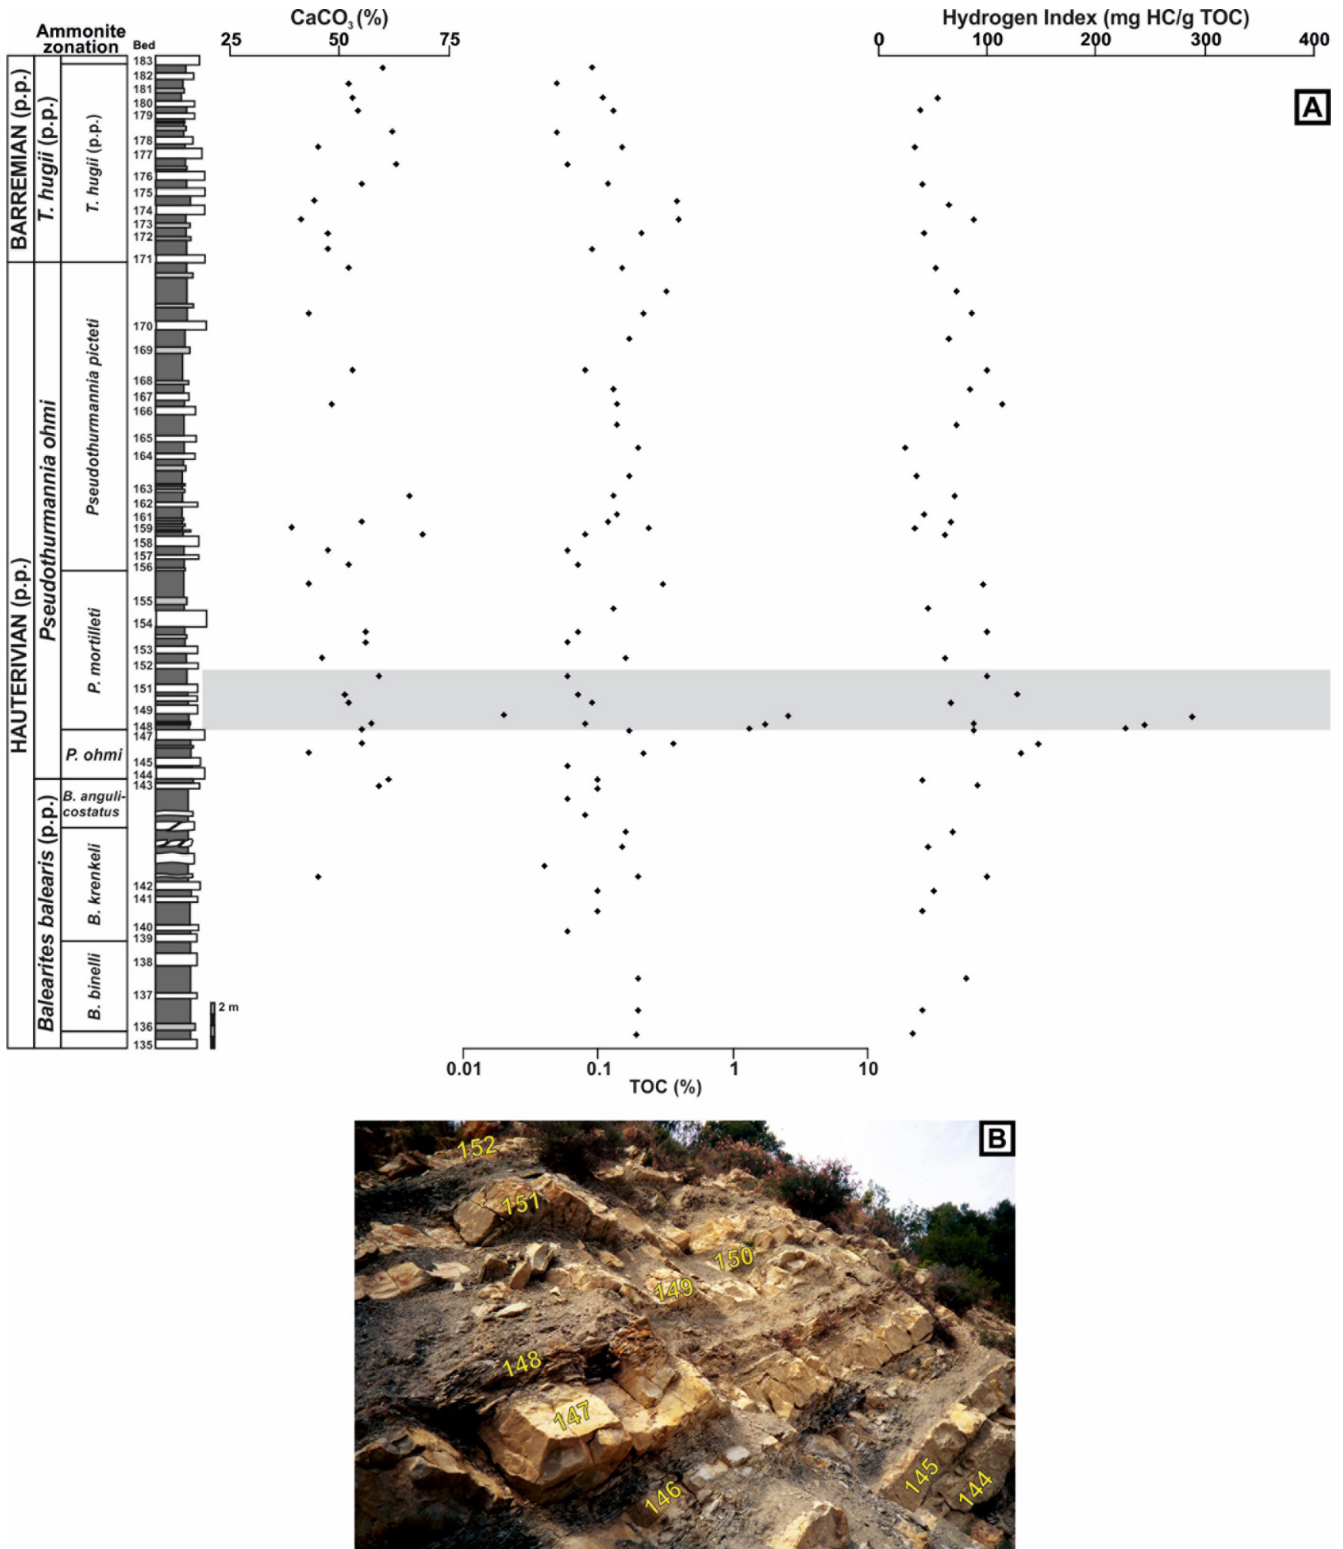 CaCO3 (%)
25 50 75
Hydrogen Index (mg HC/g TOC)
0 100 200 300 400
Ammonite
zonation
Bed
A
BARREMIAN (p.p.)
HAUTERIVIAN (p.p.)
T. hugii (p.p.)
Pseudothurmannia ohmi
Balearites balearis (p.p.)
T. hugii (p.p.)
Pseudothurmannia picteti
P. mortilleti
P. ohmi
B. anguli-
costatus
B. krenkeli
B. binelli
183
182
181
180
179
178
177
176
175
174
173
172
171
170
169
168
167
166
165
164
163
162
161
159
158
157
156
155
154
153
152
151
149
148
147
145
144
143
142
141
140
139
138
137
136
135
2 m
0.01 0.1 1 10
TOC (%)
B
152
151
150
149
148
147
146
145
144